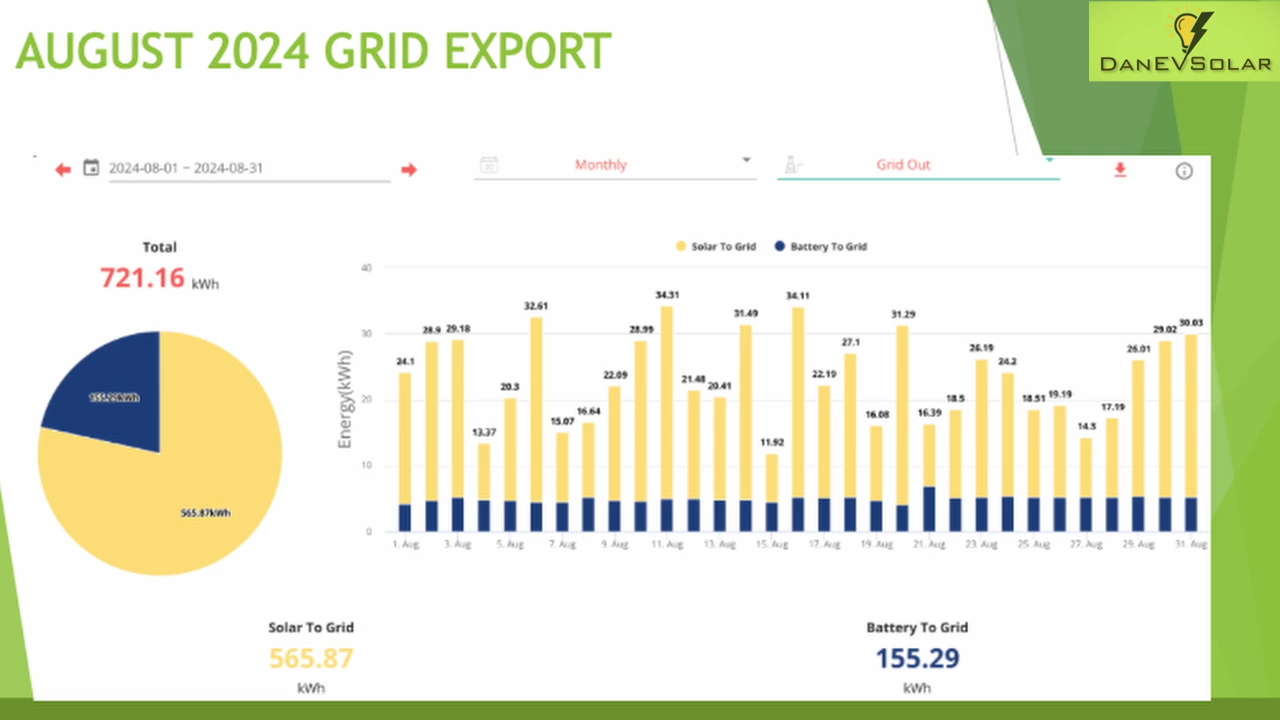 AUGUST 2024 GRID EXPORT
DANEVSOLAR
2024-08-01 ~ 2024-08-31
Monthly
Grid Out
Total
721.16 kWh
Solar To Grid
Battery To Grid
Energy(kWh)
40
30
20
10
0
24.1
28.9
29.18
13.37
20.3
32.61
15.07
16.64
22.09
28.99
34.31
21.48
20.41
31.49
11.92
34.11
22.19
27.1
16.08
31.29
16.39
18.5
26.19
24.2
18.51
19.19
14.3
17.19
26.01
29.02
30.03
1. Aug
3. Aug
5. Aug
7. Aug
9. Aug
11. Aug
13. Aug
15. Aug
17. Aug
19. Aug
21. Aug
23. Aug
25. Aug
27. Aug
29. Aug
31. Aug
155.29kWh
565.87kWh
Solar To Grid
565.87
kWh
Battery To Grid
155.29
kWh